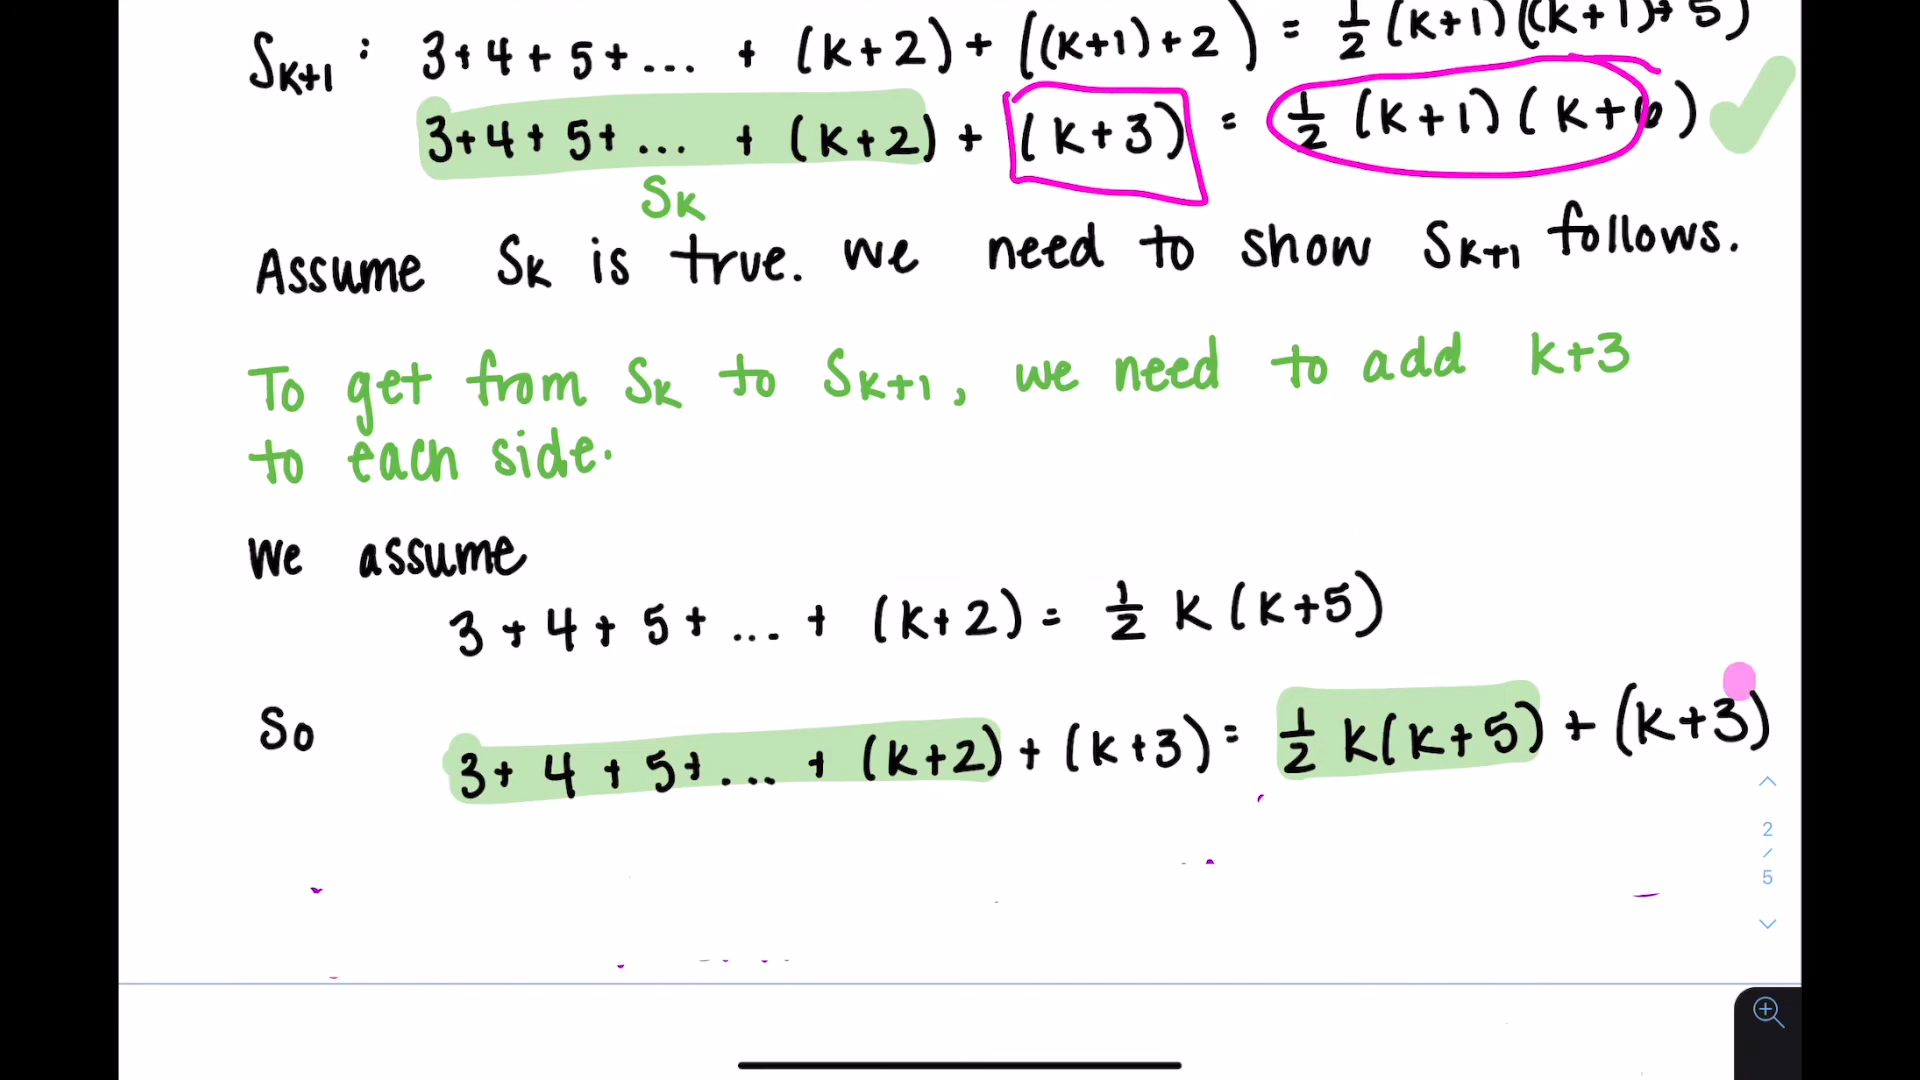 S_{K+1} : 3+4+5+... + (K+2)+((K+1)+2) = 1/2 (K+1)((K+1)+5)
3+4+5+... + (K+2)+(K+3) = 1/2 (K+1)(K+6)
SK
Assume SK is true. We need to show S_{K+1} follows.
To get from SK to S_{K+1}, we need to add K+3
to each side.
We assume
3+4+5+...+ (K+2) = 1/2 K(K+5)
So 3+4+5+...+(K+2)+(K+3) = 1/2 K(K+5)+(K+3)
2
/
5